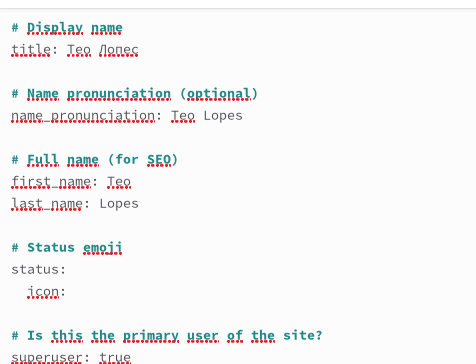 # Display name
title: Тео Лопес
# Name pronunciation (optional)
name_pronunciation: Teo Lopes
# Full name (for SEO)
first_name: Teo
last_name: Lopes
# Status emoji
status:
icon:
# Is this the primary user of the site?
superuser: true